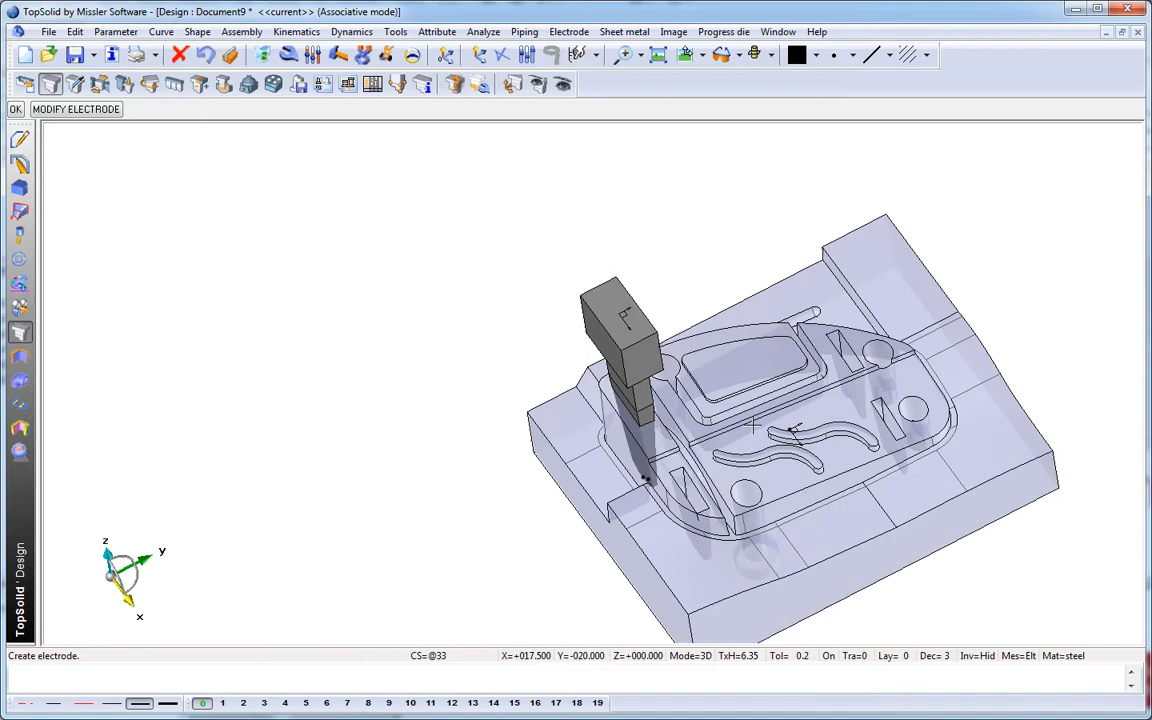 TopSolid by Missler Software - [Design : Document9 * <<current>> (Associative mode)]
File Edit Parameter Curve Shape Assembly Kinematics Dynamics Tools Attribute Analyze Piping Electrode Sheet metal Image Progress die Window Help
OK MODIFY ELECTRODE
z
y
x
TopSolid ' Design
Create electrode. CS=@33 X=+017.500 Y=-020.000 Z=+000.000 Mode=3D TxH=6.35 Tol= 0.2 On Tra=0 Lay= 0 Dec= 3 Inv=Hid Mes=Elt Mat=steel
0 1 2 3 4 5 6 7 8 9 10 11 12 13 14 15 16 17 18 19